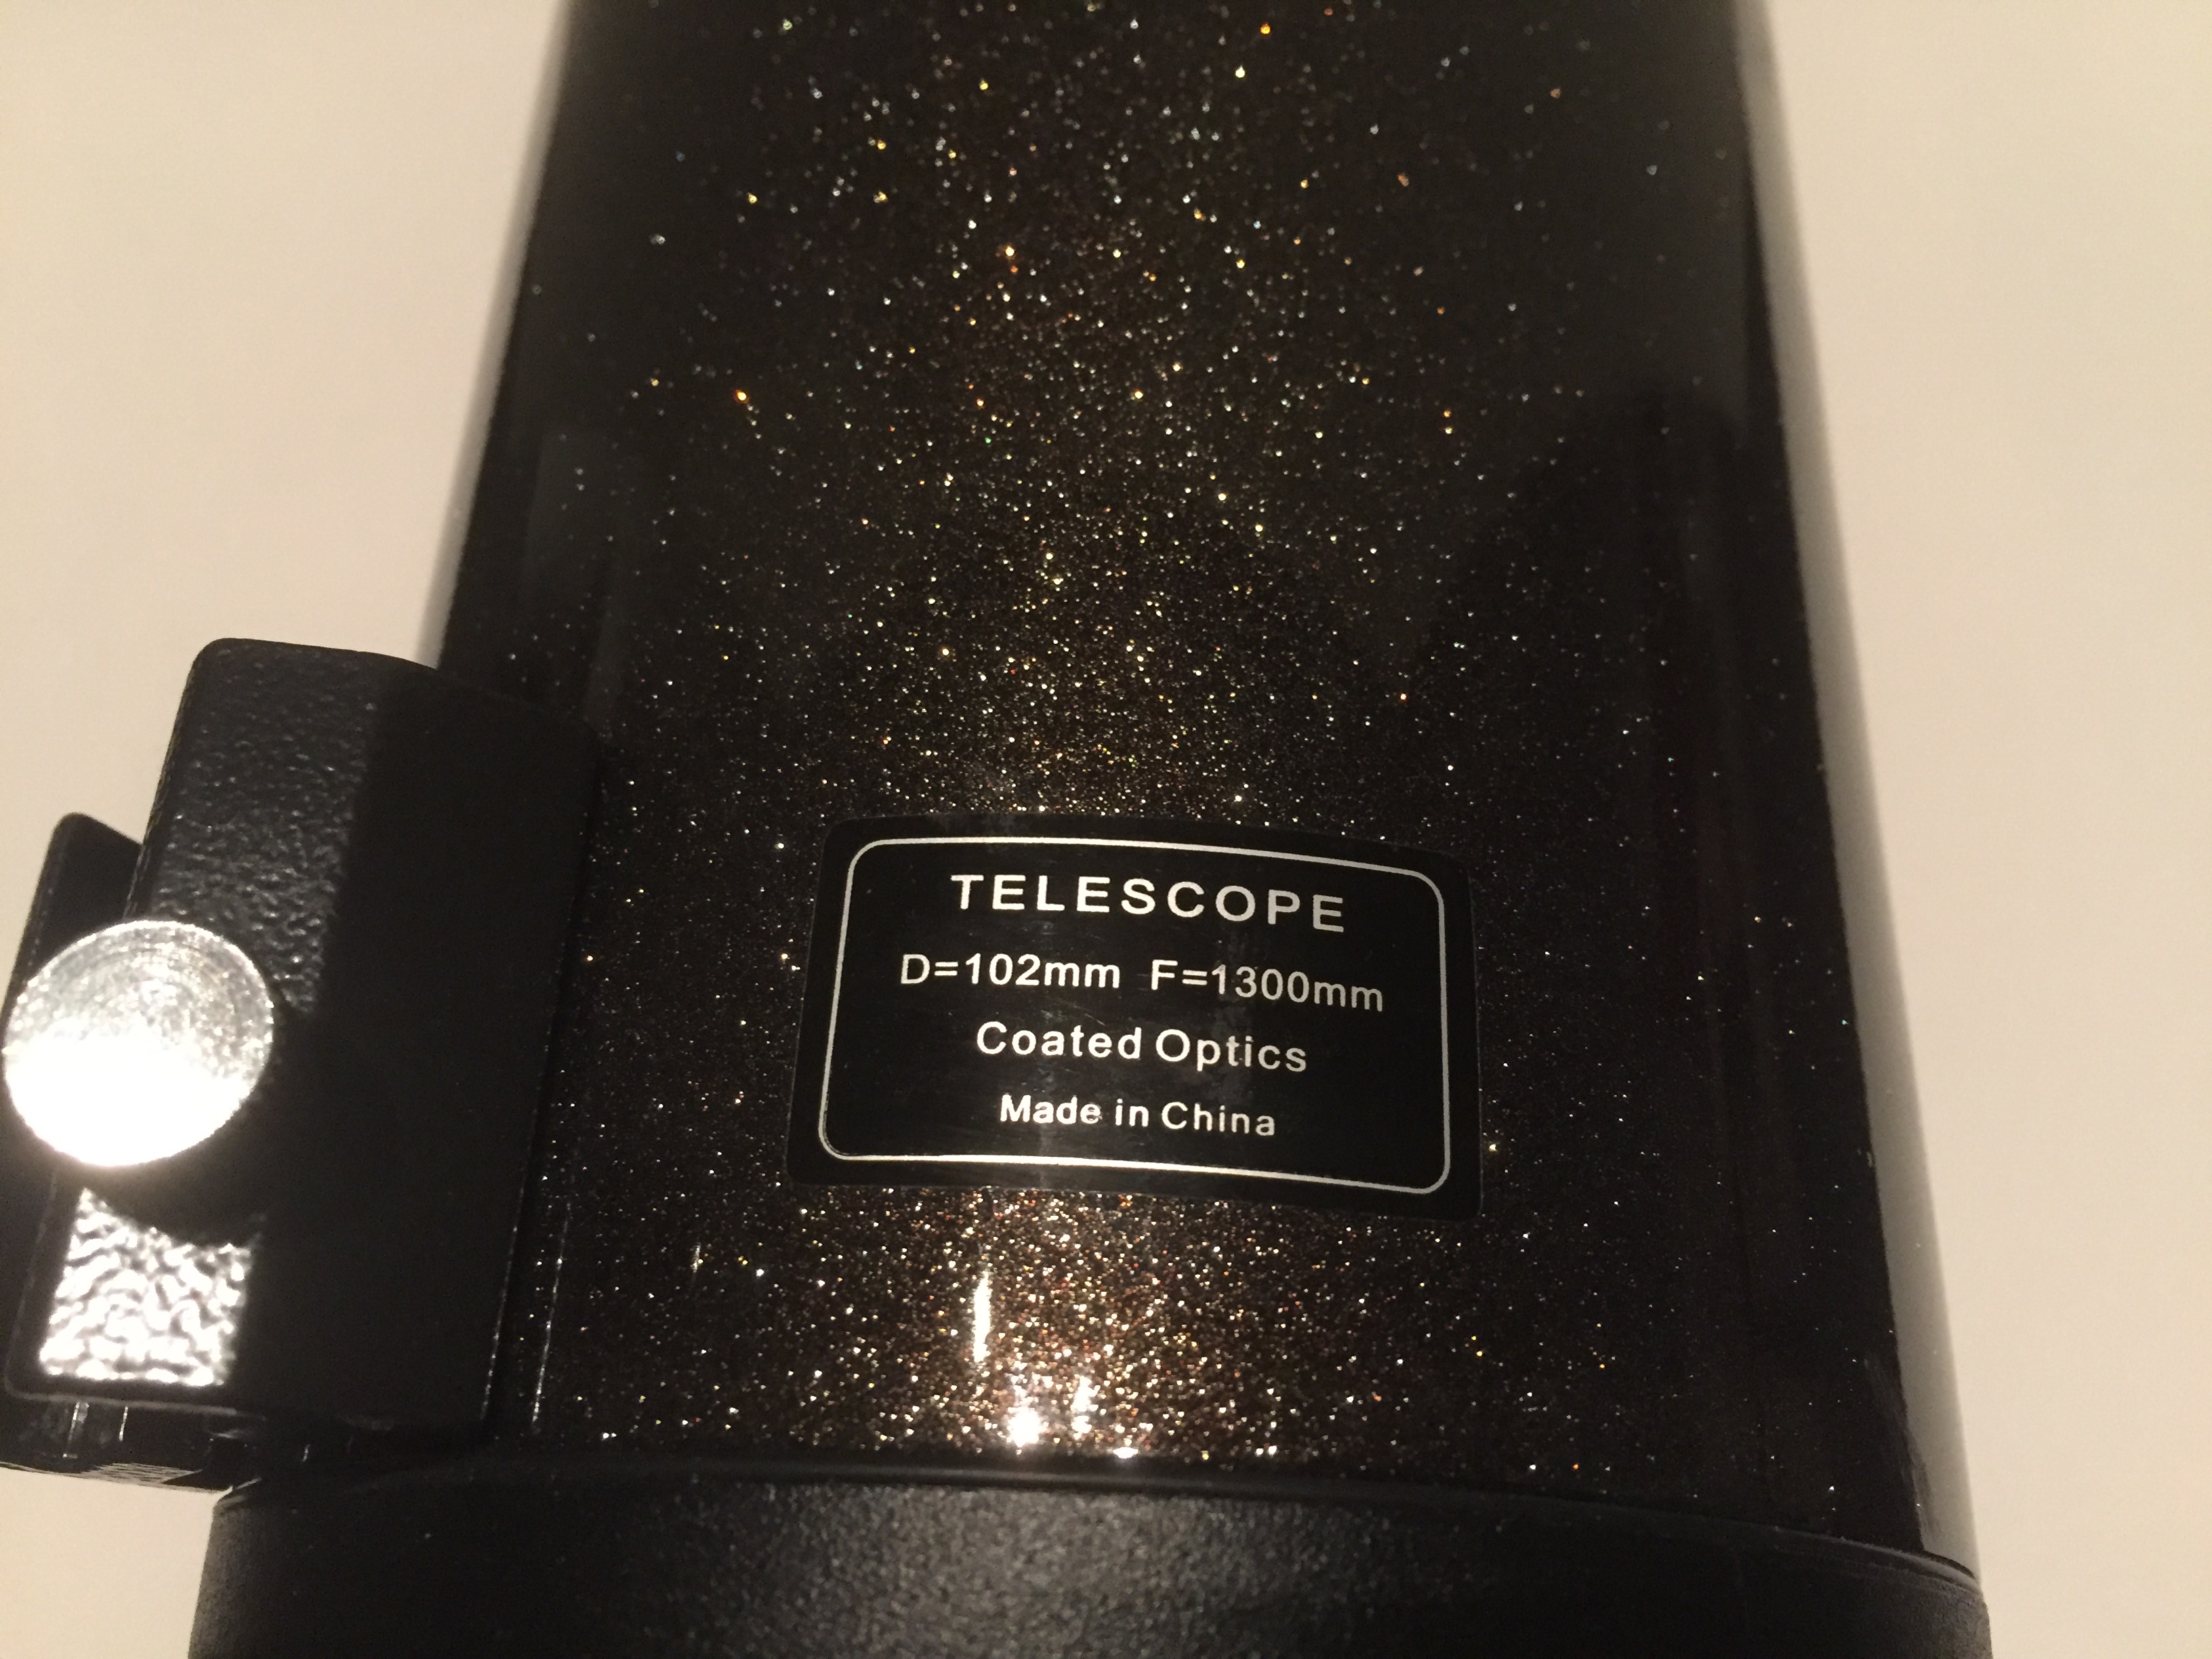 TELESCOPE
D=102mm F=1300mm
Coated Optics
Made in China